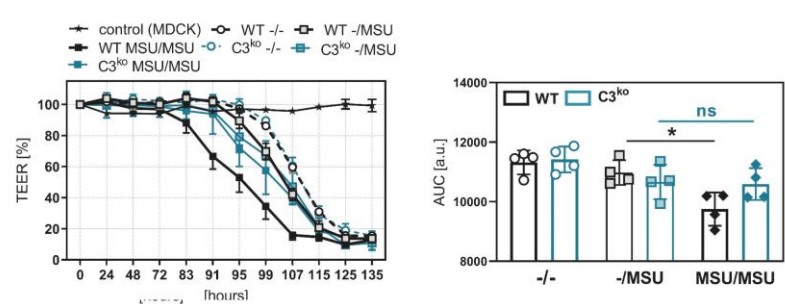 control (MDCK) WT -/- WT -/MSU
WT MSU/MSU C3ko -/- C3ko -/MSU
C3ko MSU/MSU
TEER [%]
100
80
60
40
20
0
0 24 48 72 83 91 95 99 107 115 125 135
[hours] [hours]
WT C3ko
ns
*
AUC [a.u.]
14000
12000
10000
8000
-/- -/MSU MSU/MSU